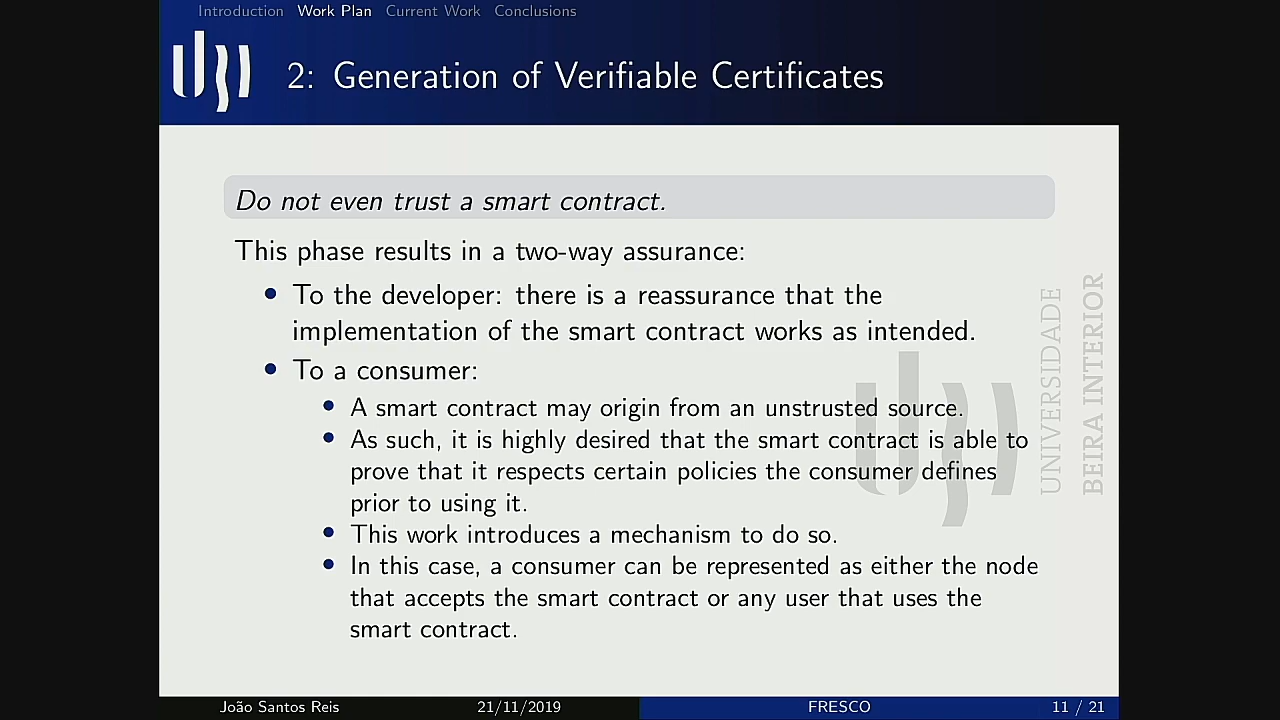 Introduction Work Plan Current Work Conclusions
2: Generation of Verifiable Certificates
Do not even trust a smart contract.
This phase results in a two-way assurance:
To the developer: there is a reassurance that the
implementation of the smart contract works as intended.
To a consumer:
A smart contract may origin from an unstrusted source.
As such, it is highly desired that the smart contract is able to
prove that it respects certain policies the consumer defines
prior to using it.
This work introduces a mechanism to do so.
In this case, a consumer can be represented as either the node
that accepts the smart contract or any user that uses the
smart contract.
UNIVERSIDADE
BEIRA INTERIOR
João Santos Reis 21/11/2019 FRESCO 11 / 21